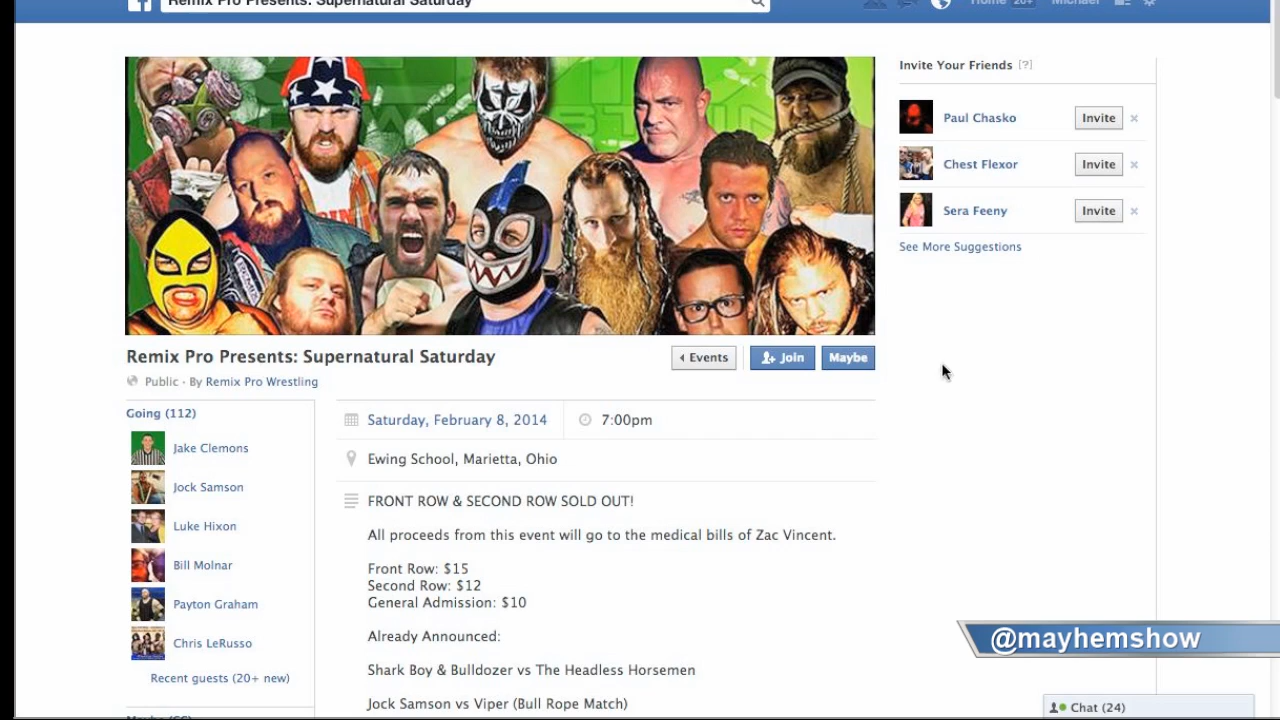 Remix Pro Presents: Supernatural Saturday
Home 20+ Michael
Invite Your Friends [?]
Paul Chasko Invite ×
Chest Flexor Invite ×
Sera Feeny Invite ×
See More Suggestions
Remix Pro Presents: Supernatural Saturday
Events Join Maybe
Public · By Remix Pro Wrestling
Going (112)
Jake Clemons
Jock Samson
Luke Hixon
Bill Molnar
Payton Graham
Chris LeRusso
Recent guests (20+ new)
Saturday, February 8, 2014 7:00pm
Ewing School, Marietta, Ohio
FRONT ROW & SECOND ROW SOLD OUT!
All proceeds from this event will go to the medical bills of Zac Vincent.
Front Row: $15
Second Row: $12
General Admission: $10
Already Announced:
Shark Boy & Bulldozer vs The Headless Horsemen
Jock Samson vs Viper (Bull Rope Match)
@mayhemshow
Chat (24)